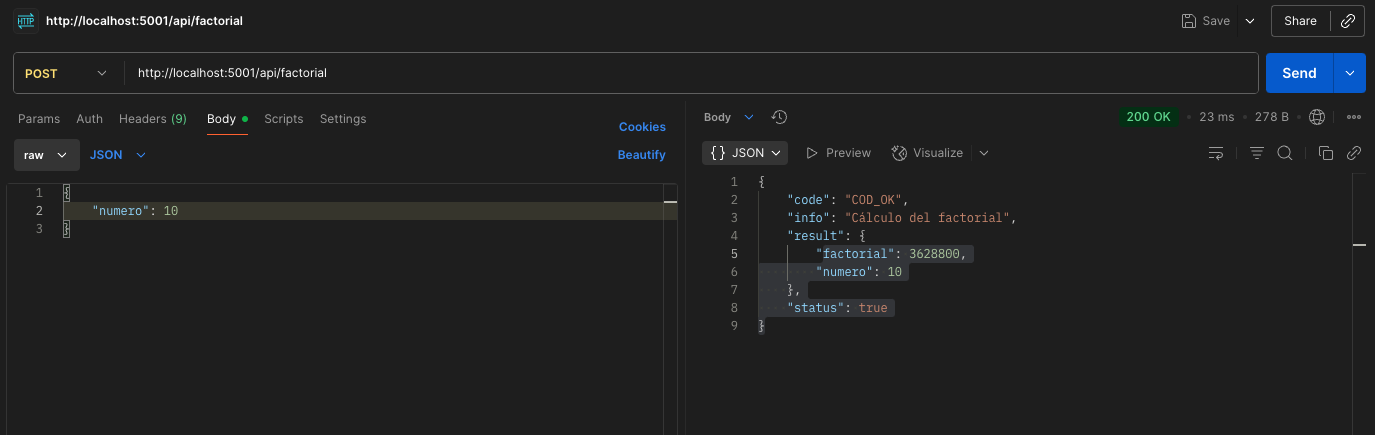 HTTP http://localhost:5001/api/factorial Save Share
POST http://localhost:5001/api/factorial Send
Params Auth Headers (9) Body Scripts Settings Cookies
raw JSON Beautify
1 {
2 "numero": 10
3 }
Body 200 OK • 23 ms • 278 B •
{} JSON Preview Visualize
1 {
2 "code": "COD_OK",
3 "info": "Cálculo del factorial",
4 "result": {
5 "factorial": 3628800,
6 "numero": 10
7 },
8 "status": true
9 }